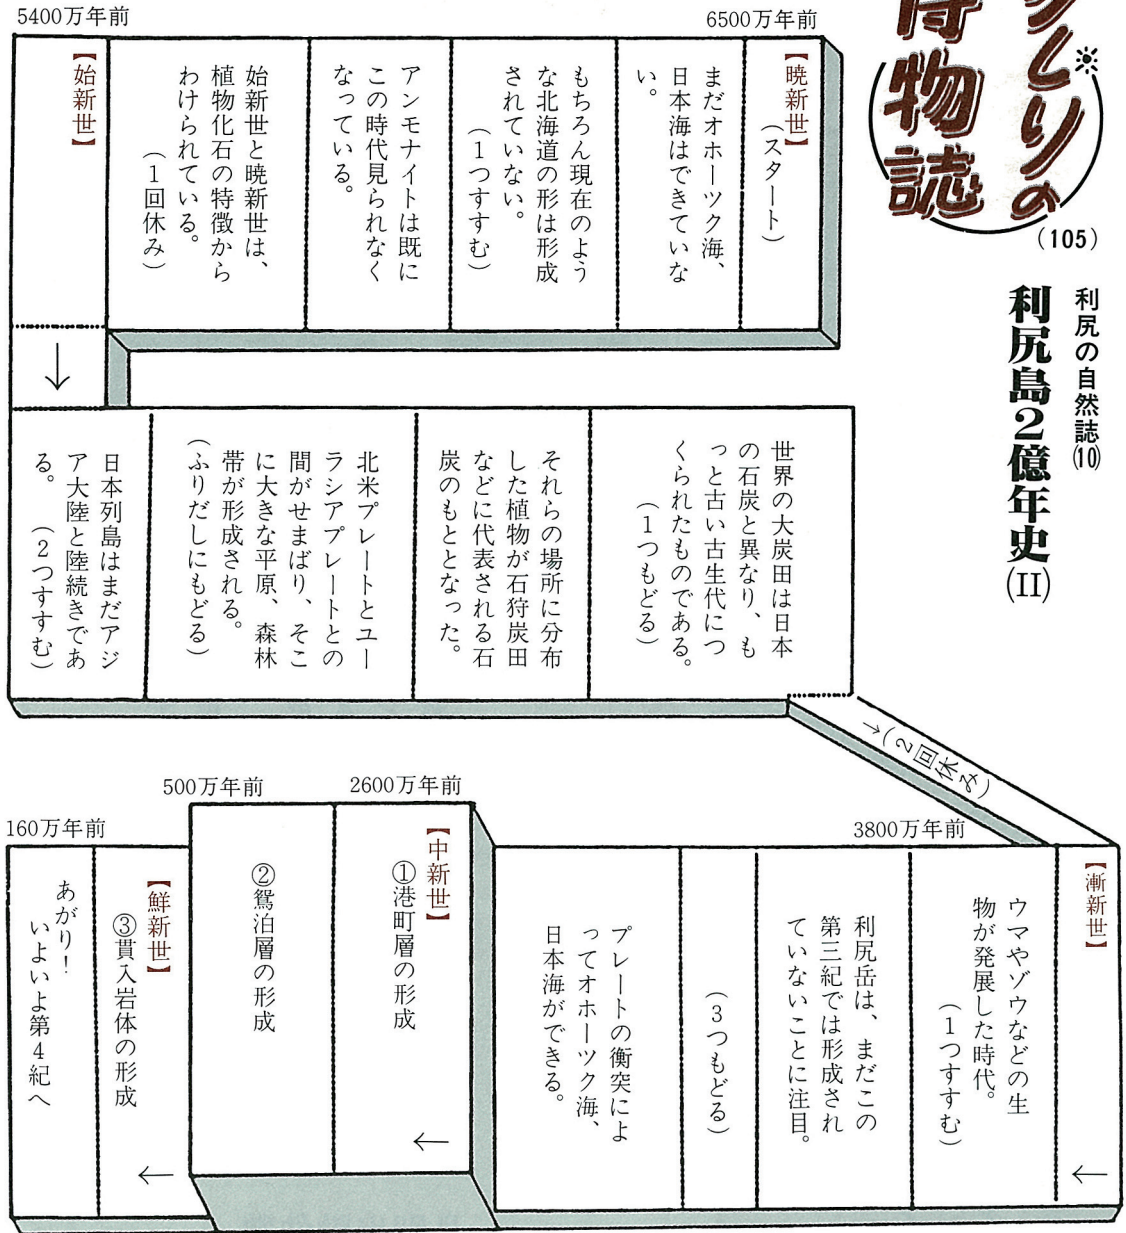 りの
博物誌
(105)
利尻の自然誌(10)
利尻島2億年史(II)
6500万年前
【暁新世】
(スタート)
まだオホーツク海、
日本海はできていな
い。
もちろん現在のよう
な北海道の形は形成
されていない。
(1つすすむ)
アンモナイトは既に
この時代見られなく
なっている。
始新世と暁新世は、
植物化石の特徴から
わけられている。
(1回休み)
5400万年前
【始新世】
↓
日本列島はまだアジ
ア大陸と陸続きであ
る。 (2つすすむ)
北米プレートとユー
ラシアプレートとの
間がせまばり、そこ
に大きな平原、森林
帯が形成される。
(ふりだしにもどる)
それらの場所に分布
した植物が石狩炭田
などに代表される石
炭のもととなった。
世界の大炭田は日本
の石炭と異なり、も
っと古い古生代につ
くられたものである。
(1つもどる)
→(2回休み)
【漸新世】
←
3800万年前
ウマやゾウなどの生
物が発展した時代。
(1つすすむ)
利尻岳は、まだこの
第三紀では形成され
ていないことに注目。
(3つもどる)
プレートの衝突によ
ってオホーツク海、
日本海ができる。
2600万年前
【中新世】
①港町層の形成
←
500万年前
②鴛泊層の形成
【鮮新世】
③貫入岩体の形成
←
160万年前
あがり!
いよいよ第4紀へ